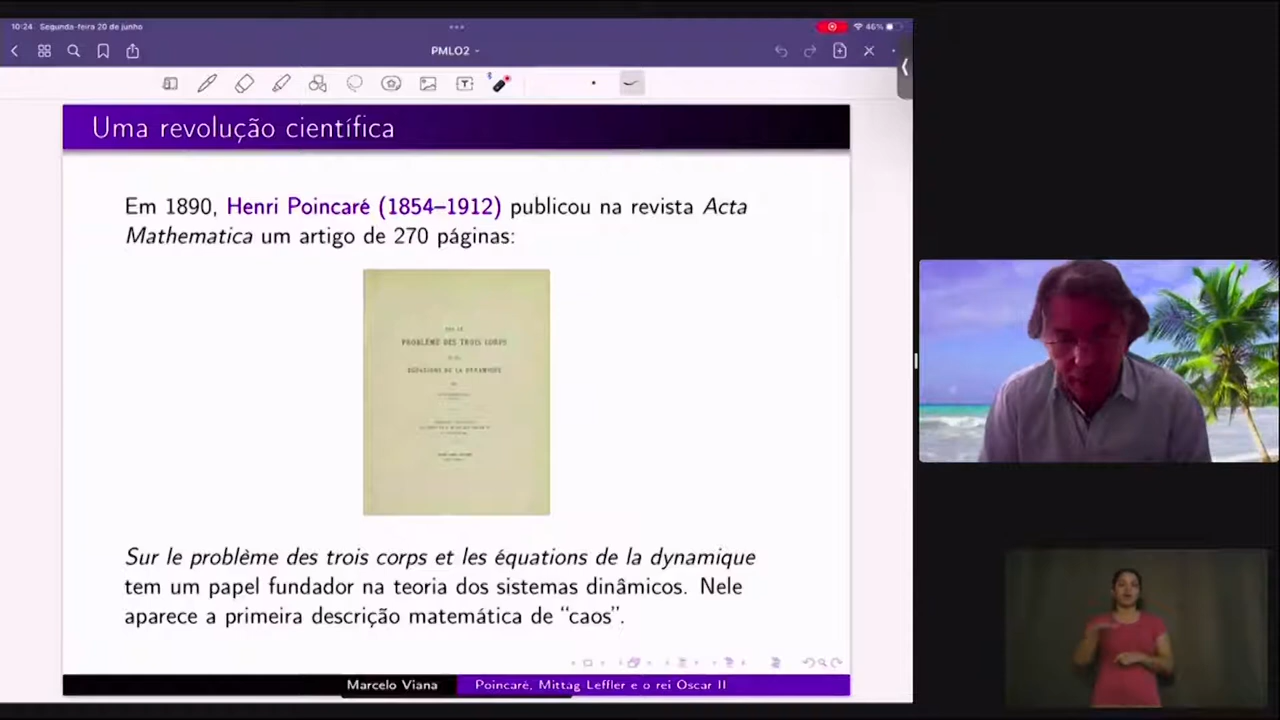 10:24 Segunda-feira 20 de junho
46%
PMLO2
Uma revolução científica
Em 1890, Henri Poincaré (1854–1912) publicou na revista Acta
Mathematica um artigo de 270 páginas:
PROBLÈME DES TROIS CORPS
ÉQUATIONS DE LA DYNAMIQUE
Sur le problème des trois corps et les équations de la dynamique
tem um papel fundador na teoria dos sistemas dinâmicos. Nele
aparece a primeira descrição matemática de “caos”.
Marcelo Viana
Poincaré, Mittag Leffler e o rei Oscar II